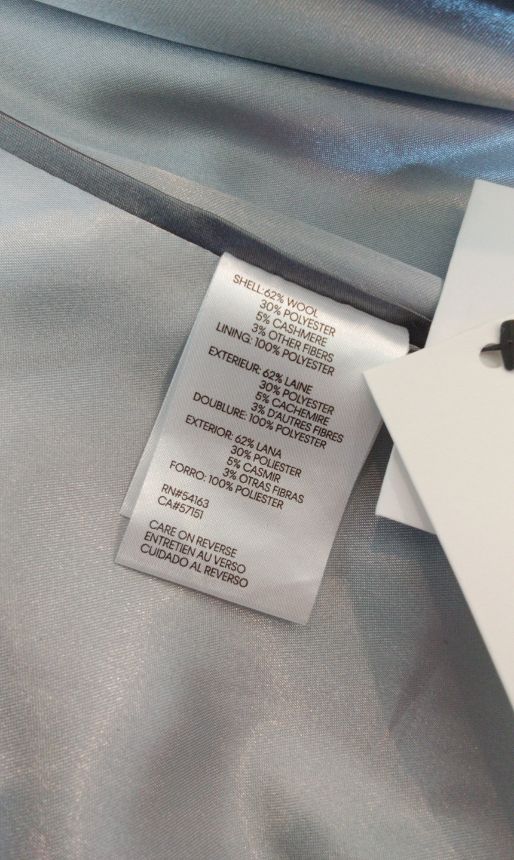 SHELL:62% WOOL
30% POLYESTER
5% CASHMERE
3% OTHER FIBERS
LINING: 100% POLYESTER
EXTERIEUR: 62% LAINE
30% POLYESTER
5% CACHEMIRE
3% D'AUTRES FIBRES
DOUBLURE: 100% POLYESTER
EXTERIOR: 62% LANA
30% POLIESTER
5% CASMIR
3% OTRAS FIBRAS
FORRO: 100% POLIESTER
RN#54163
CA#57151
CARE ON REVERSE
ENTRETIEN AU VERSO
CUIDADO AL REVERSO